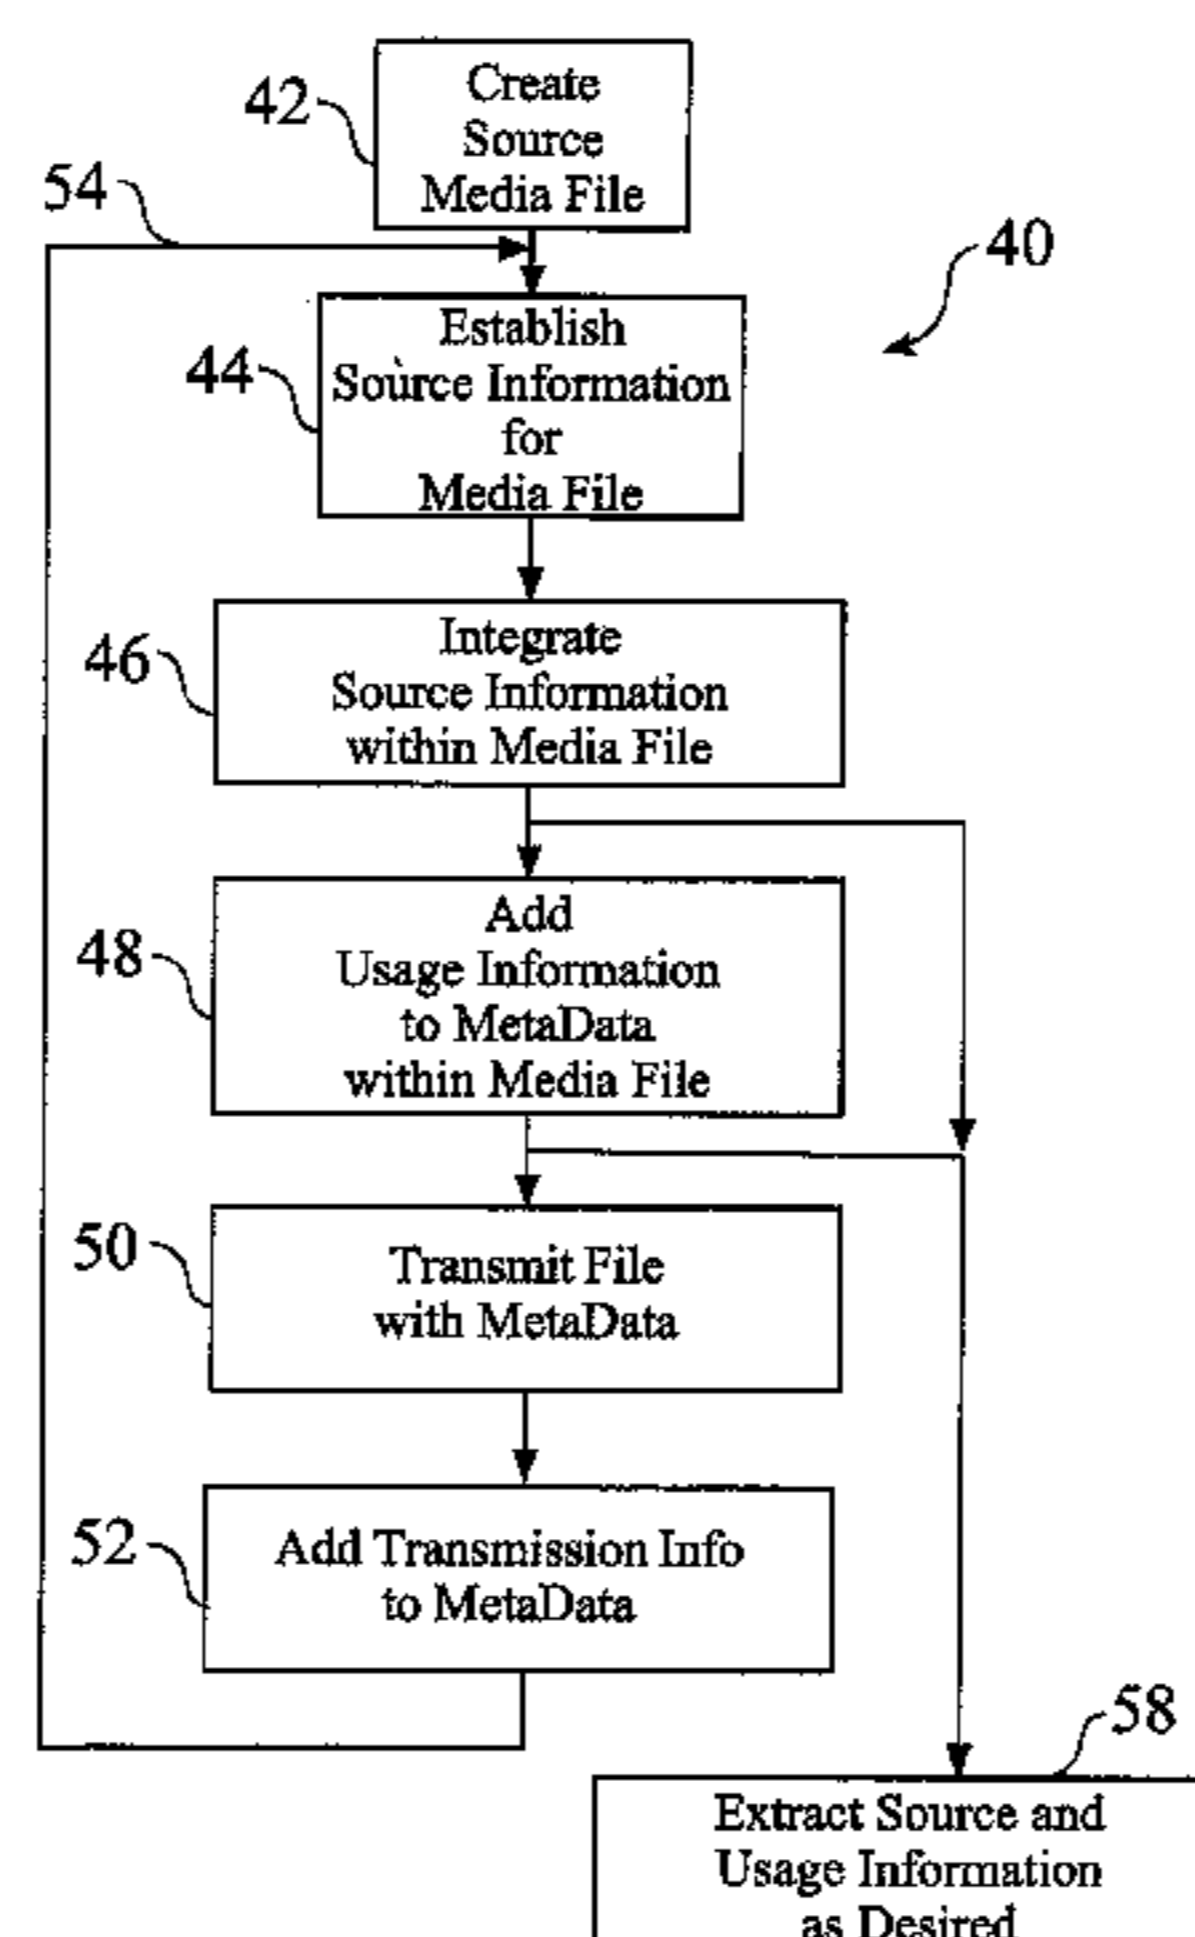 42
Create
Source
Media File
54
40
44
Establish
Source Information
for
Media File
46
Integrate
Source Information
within Media File
48
Add
Usage Information
to MetaData
within Media File
50
Transmit File
with MetaData
52
Add Transmission Info
to MetaData
58
Extract Source and
Usage Information
as Desired